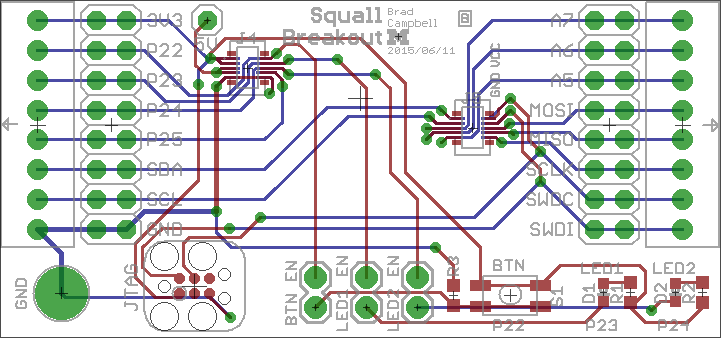 3V3
5V
J1
Squall
Brad
Campbell
B
Breakout
2015/06/11
A7
P22
GND VDC
A6
P23
A5
P24
MOSI
P25
MISO
SDA
SCLK
SCL
SWDC
GND
SWDI
GND
JTAG
BTN EN
LED1 EN
LED2 EN
R3
BTN
S1
P22
LED1
D1
R1
P23
LED2
D2
R2
P24